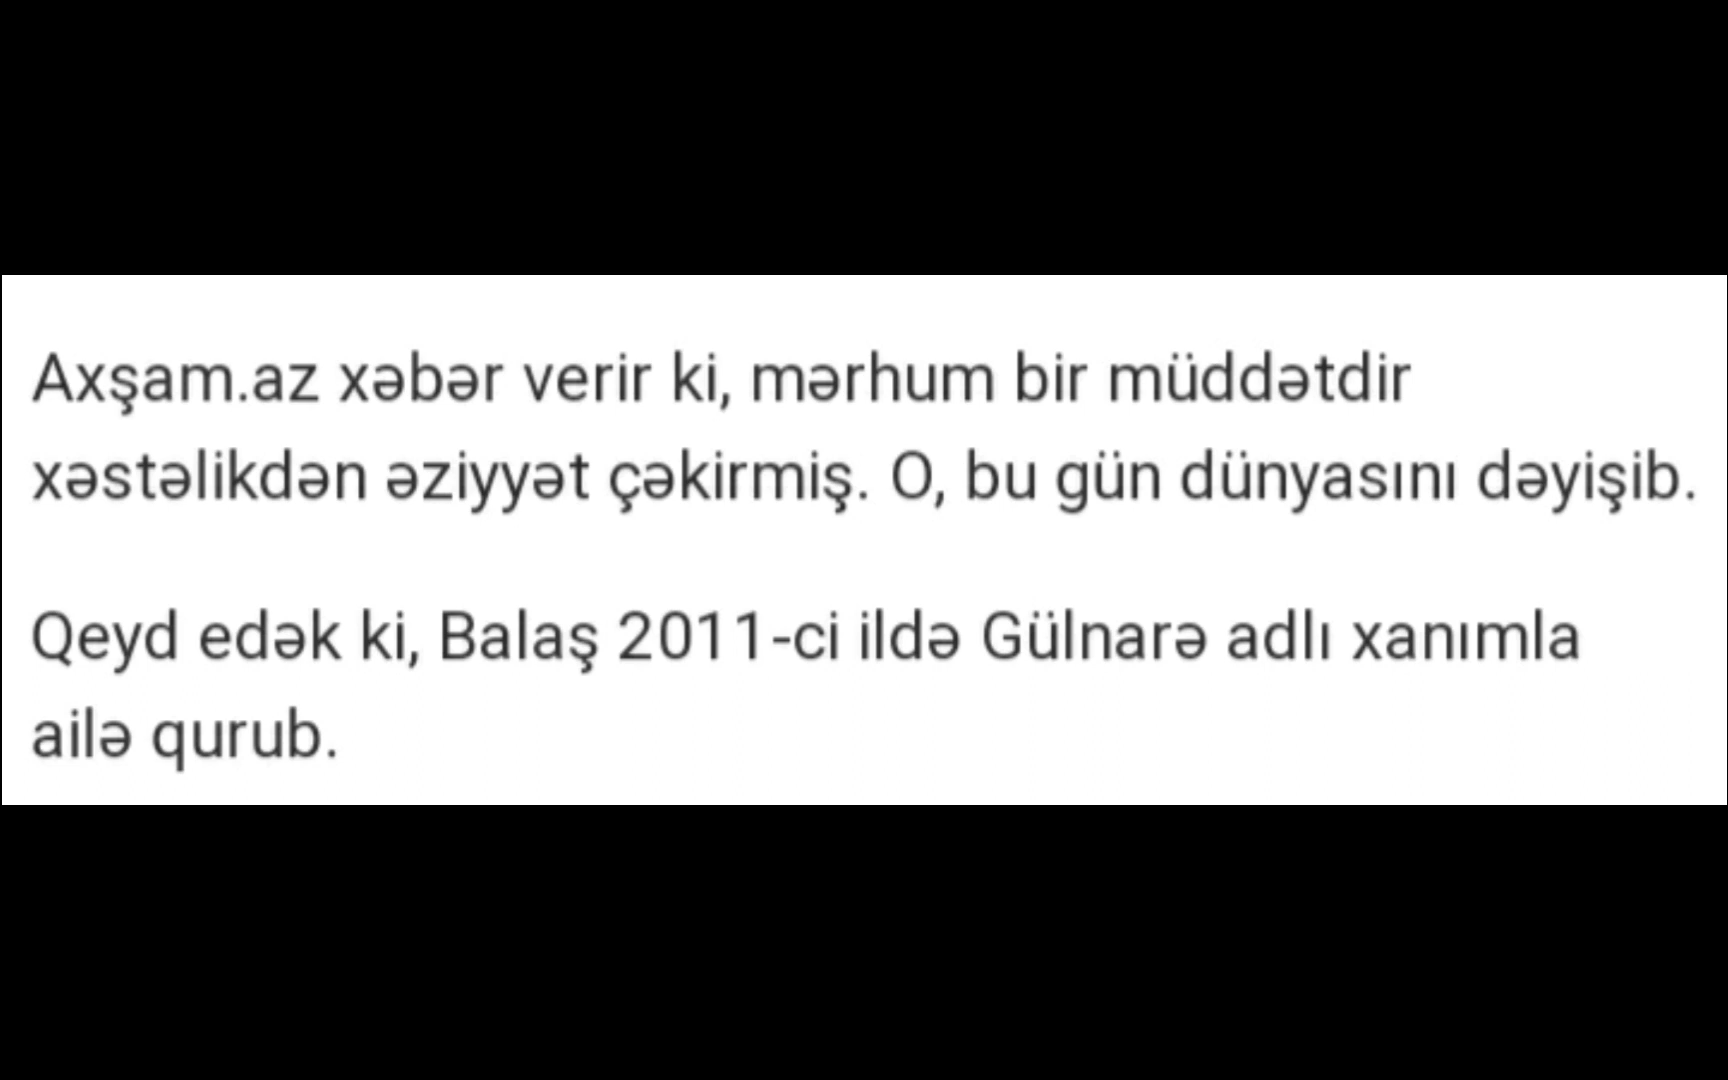 Axşam.az xəbər verir ki, mərhum bir müddətdir
xəstəlikdən əziyyət çəkirmiş. O, bu gün dünyasını dəyişib.
Qeyd edək ki, Balaş 2011-ci ildə Gülnarə adlı xanımla
ailə qurub.